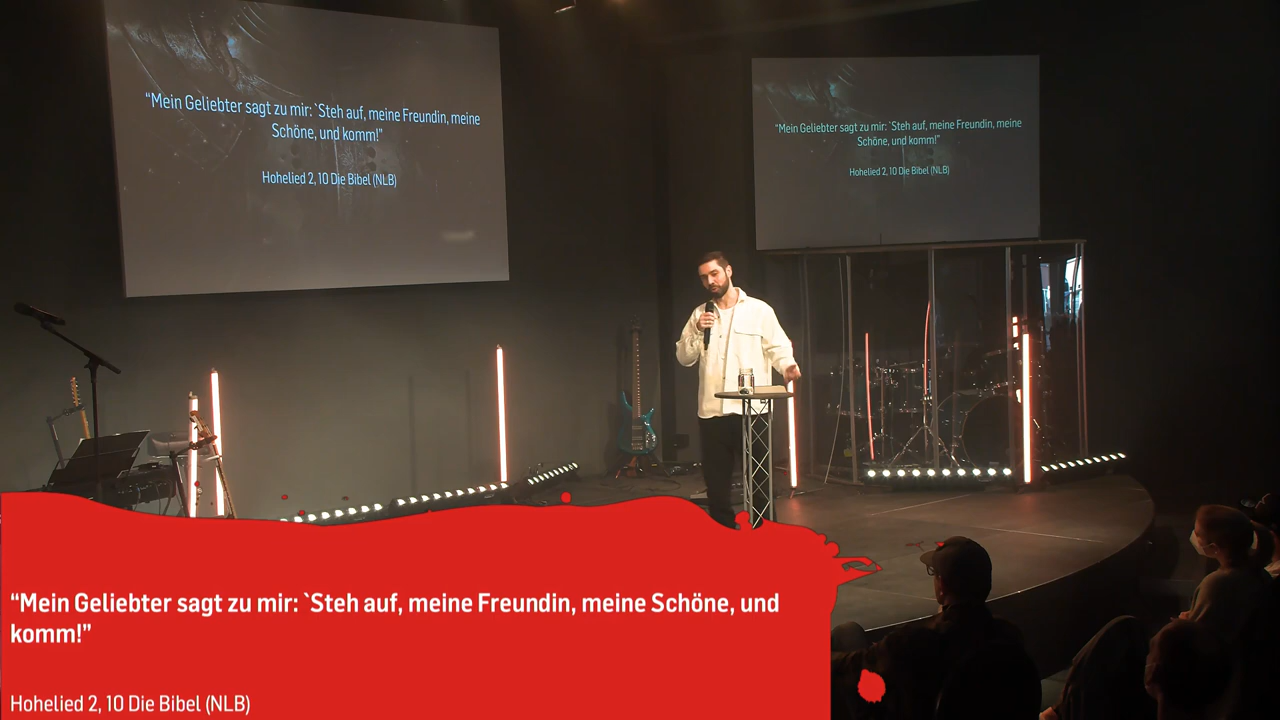 “Mein Geliebter sagt zu mir: `Steh auf, meine Freundin, meine
Schöne, und komm!”
Hohelied 2, 10 Die Bibel (NLB)
“Mein Geliebter sagt zu mir: `Steh auf, meine Freundin, meine
Schöne, und komm!”
Hohelied 2, 10 Die Bibel (NLB)
“Mein Geliebter sagt zu mir: `Steh auf, meine Freundin, meine Schöne, und
komm!”
Hohelied 2, 10 Die Bibel (NLB)